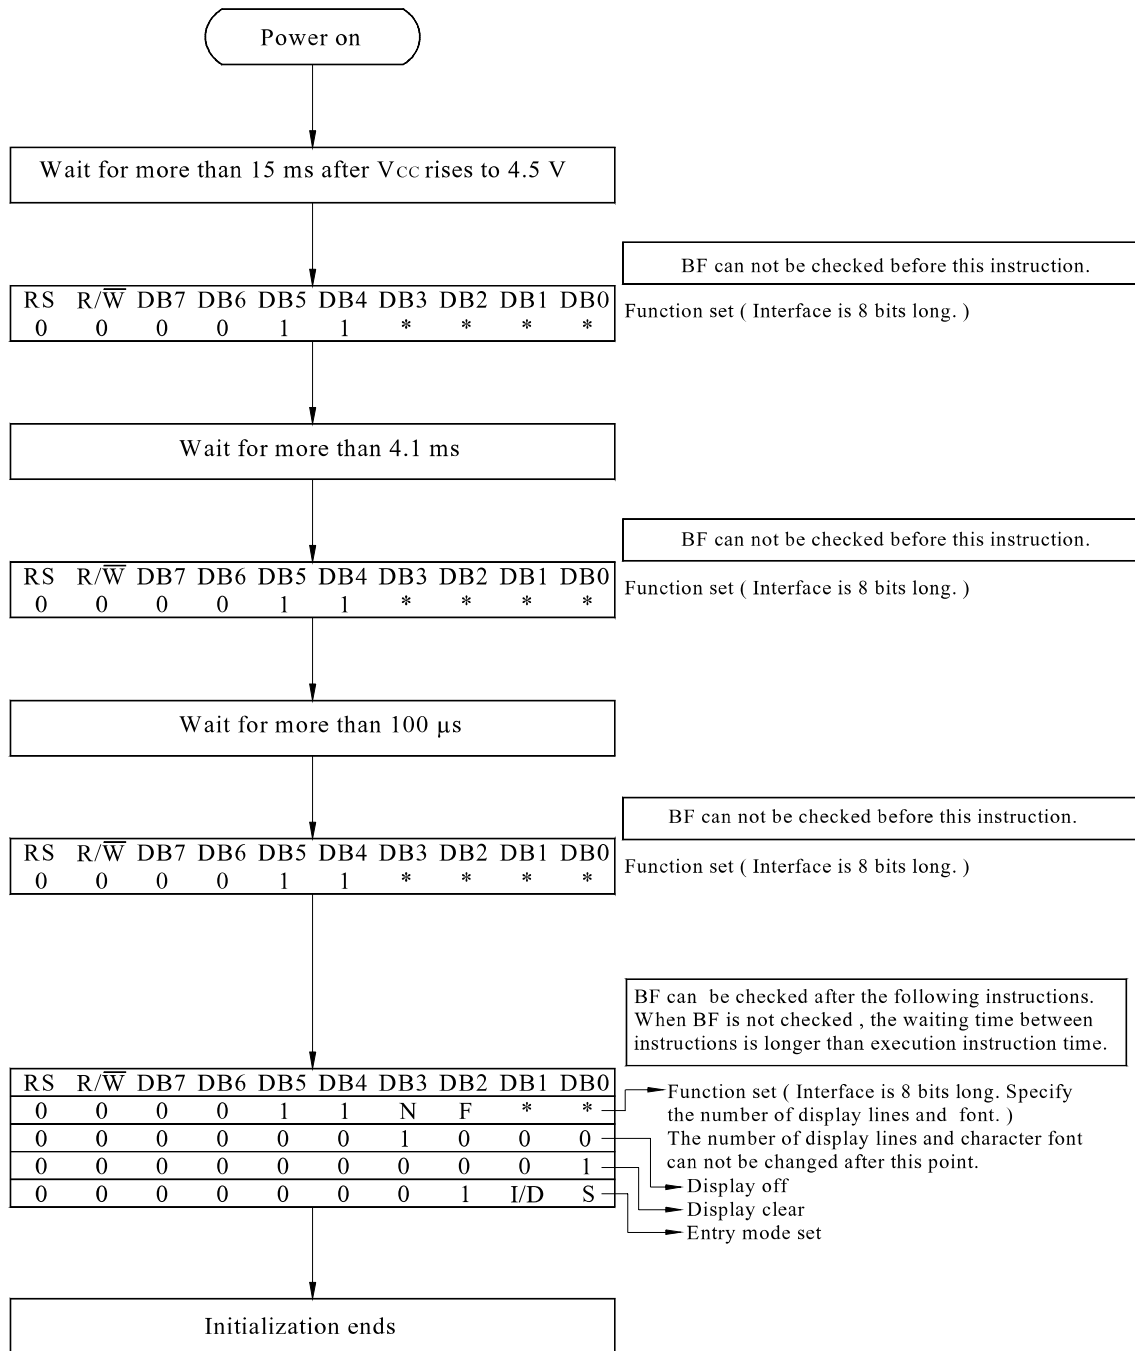 Power on
Wait for more than 15 ms after Vcc rises to 4.5 V
BF can not be checked before this instruction.
RS R/W̅ DB7 DB6 DB5 DB4 DB3 DB2 DB1 DB0
0 0 0 0 1 1 * * * *
Function set ( Interface is 8 bits long. )
Wait for more than 4.1 ms
BF can not be checked before this instruction.
RS R/W̅ DB7 DB6 DB5 DB4 DB3 DB2 DB1 DB0
0 0 0 0 1 1 * * * *
Function set ( Interface is 8 bits long. )
Wait for more than 100 µs
BF can not be checked before this instruction.
RS R/W̅ DB7 DB6 DB5 DB4 DB3 DB2 DB1 DB0
0 0 0 0 1 1 * * * *
Function set ( Interface is 8 bits long. )
BF can be checked after the following instructions.
When BF is not checked , the waiting time between
instructions is longer than execution instruction time.
RS R/W̅ DB7 DB6 DB5 DB4 DB3 DB2 DB1 DB0
0 0 0 0 1 1 N F * *
0 0 0 0 0 0 1 0 0 0
0 0 0 0 0 0 0 0 0 1
0 0 0 0 0 0 0 1 I/D S
Function set ( Interface is 8 bits long. Specify
the number of display lines and font. )
The number of display lines and character font
can not be changed after this point.
Display off
Display clear
Entry mode set
Initialization ends